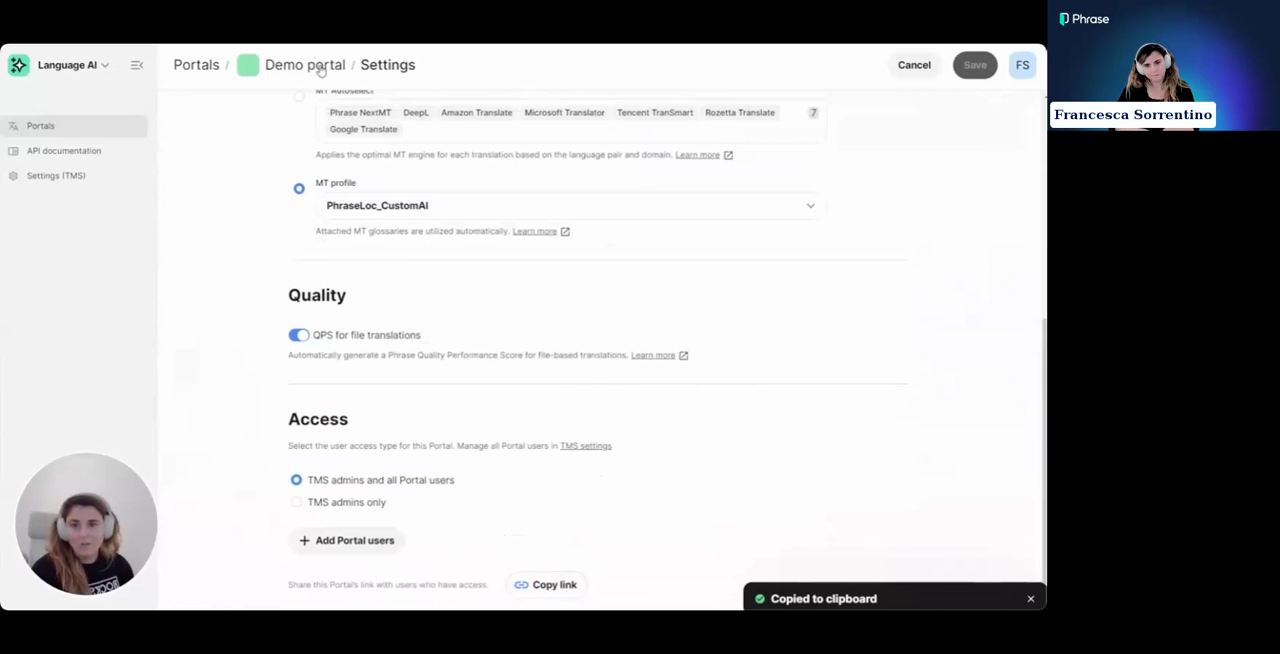 Phrase
Francesca Sorrentino
Language AI
Portals / Demo portal / Settings
Cancel
Save
FS
Portals
API documentation
Settings (TMS)
MT Autoselect
Phrase NextMT DeepL Amazon Translate Microsoft Translator Tencent TranSmart Rozetta Translate 7
Google Translate
Applies the optimal MT engine for each translation based on the language pair and domain. Learn more
MT profile
PhraseLoc_CustomAI
Attached MT glossaries are utilized automatically. Learn more
Quality
QPS for file translations
Automatically generate a Phrase Quality Performance Score for file-based translations. Learn more
Access
Select the user access type for this Portal. Manage all Portal users in TMS settings
TMS admins and all Portal users
TMS admins only
+ Add Portal users
Share this Portal's link with users who have access.
Copy link
Copied to clipboard